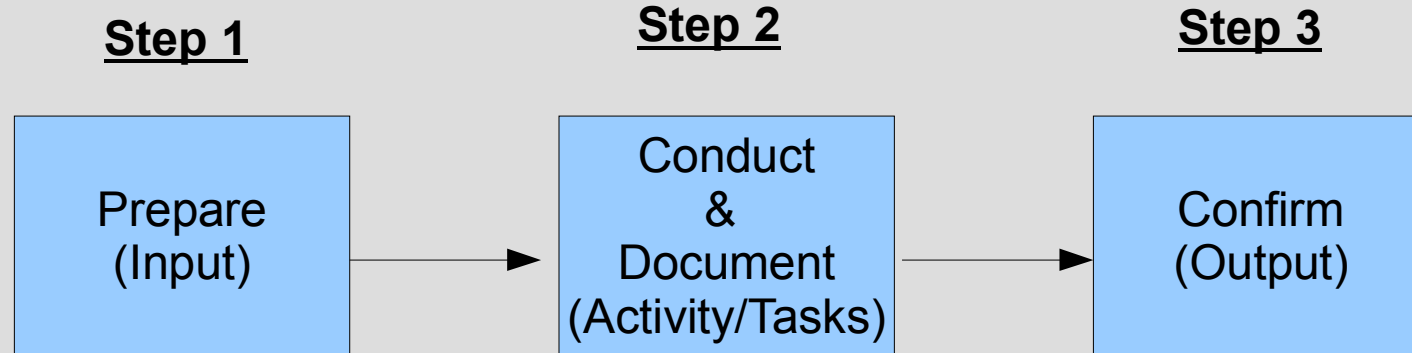 Step 1
Step 2
Step 3
Prepare
(Input)
Conduct
&
Document
(Activity/Tasks)
Confirm
(Output)